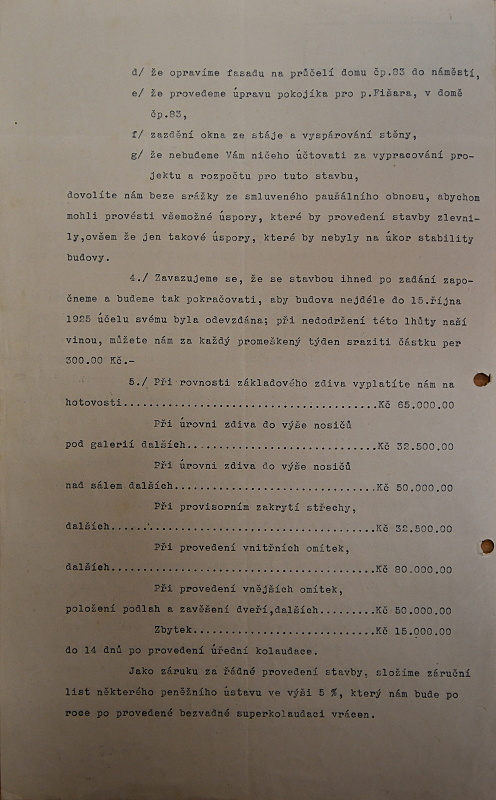 d/ že opravíme fasadu na průčelí domu čp.83 do náměstí,
e/ že provedeme úpravu pokojíka pro p.Fišara, v domě
čp.83,
f/ zazdění okna ze stáje a vyspárování stěny,
g/ že nebudeme Vám ničeho účtovati za vypracování pro-
jektu a rozpočtu pro tuto stavbu,
dovolíte nám beze srážky ze smluveného paušálního obnosu, abychom
mohli provésti všemožné úspory, které by provedení stavby zlevni-
ly,ovšem že jen takové úspory, které by nebyly na úkor stability
budovy.
4./ Zavazujeme se, že se stavbou ihned po zadání zapo-
čneme a budeme tak pokračovati, aby budova nejdéle do 15.října
1925 účelu svému byla odevzdána; při nedodržení této lhůty naší
vinou, můžete nám za každý promeškený týden sraziti částku per
300.00 Kč.-
5./ Při rovnosti základového zdiva vyplatíte nám na
hotovosti......................................Kč 65.000.00
Při úrovni zdiva do výše nosičů
pod galerií dalších............................Kč 32.500.00
Při úrovni zdiva do výše nosičů
nad sálem dalších..............................Kč 50.000.00
Při provisorním zakrytí střechy,
dalších........................................Kč 32.500.00
Při provedení vnitřních omítek,
dalších........................................Kč 80.000.00
Při provedení vnějších omítek,
položení podlah a zavěšení dveří,dalších.........Kč 50.000.00
Zbytek...........................Kč 15.000.00
do 14 dnů po provedení úřední kolaudace.
Jako záruku za řádné provedení stavby, složíme záruční
list některého peněžního ústavu ve výši 5 %, který nám bude po
roce po provedené bezvadné superkolaudaci vrácen.